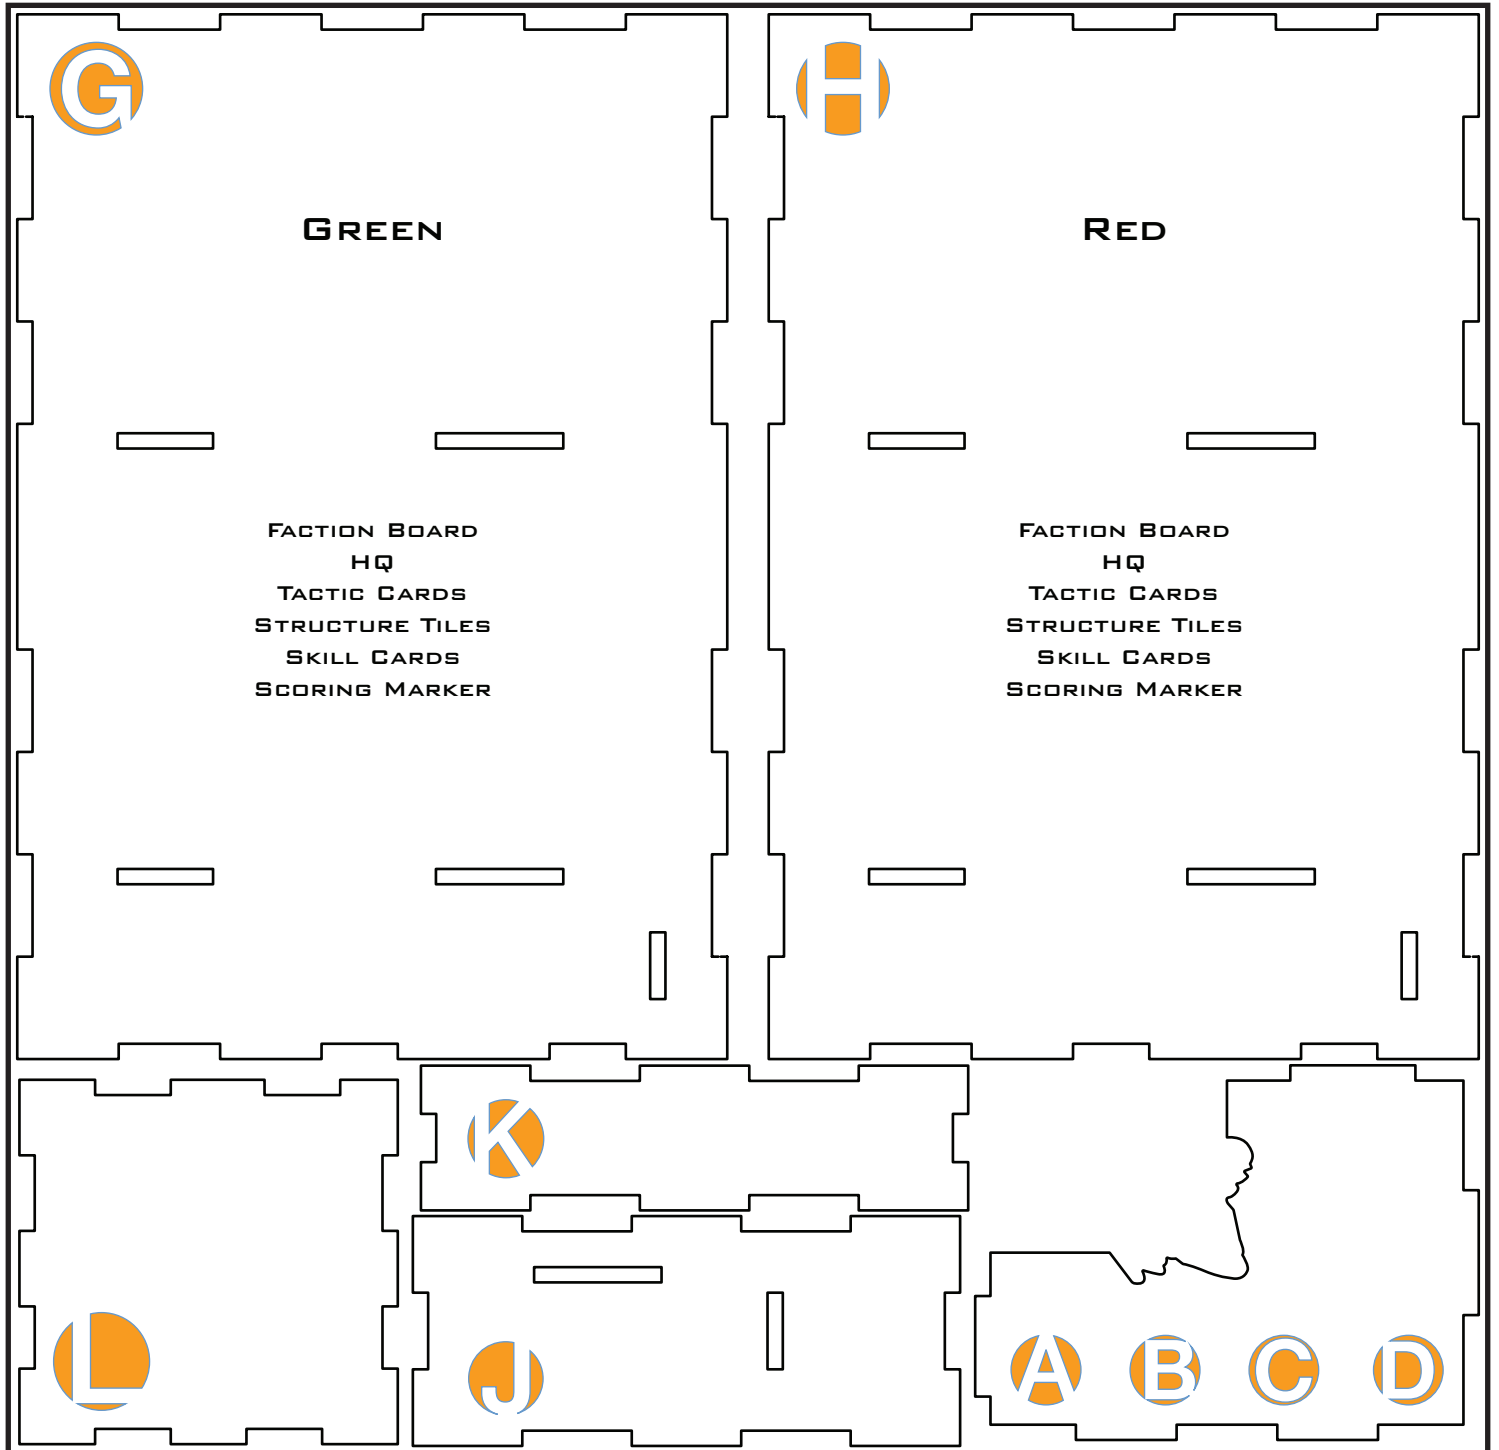 G
GREEN
FACTION BOARD
HQ
TACTIC CARDS
STRUCTURE TILES
SKILL CARDS
SCORING MARKER
H
RED
FACTION BOARD
HQ
TACTIC CARDS
STRUCTURE TILES
SKILL CARDS
SCORING MARKER
K
L
J
A B C D